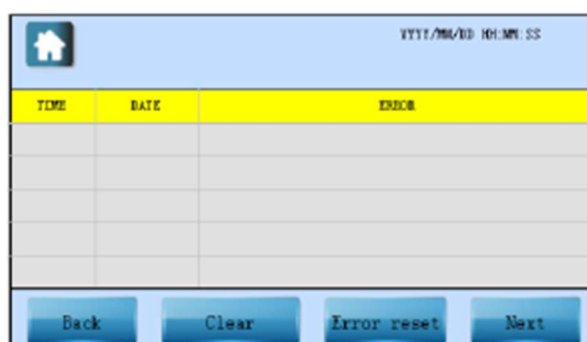 YYYY/MM/DD HH:MM:SS
TIME DATE ERROR
Back Clear Error reset Next